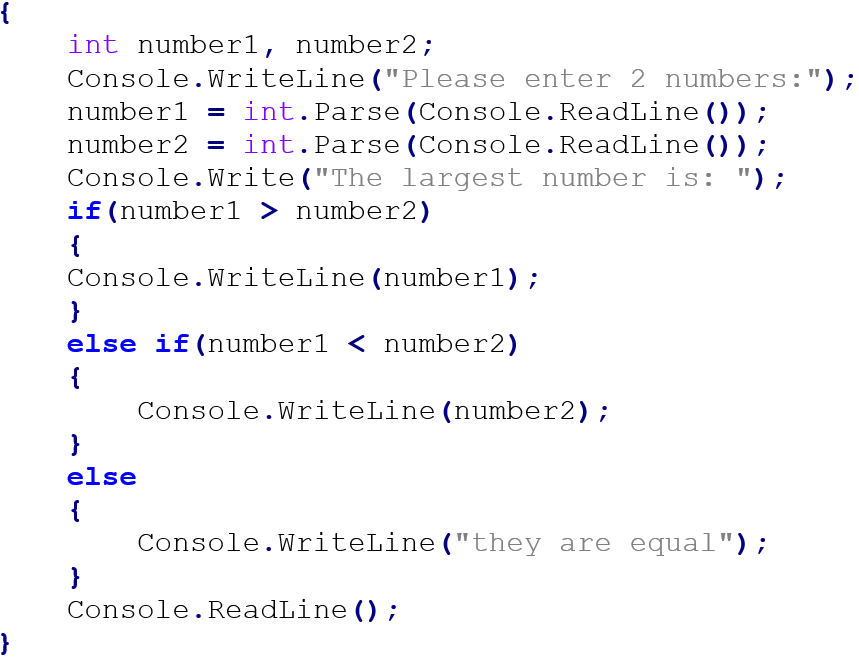 {
    int number1, number2;
    Console.WriteLine("Please enter 2 numbers:");
    number1 = int.Parse(Console.ReadLine());
    number2 = int.Parse(Console.ReadLine());
    Console.Write("The largest number is: ");
    if(number1 > number2)
    {
    Console.WriteLine(number1);
    }
    else if(number1 < number2)
    {
        Console.WriteLine(number2);
    }
    else
    {
        Console.WriteLine("they are equal");
    }
    Console.ReadLine();
}